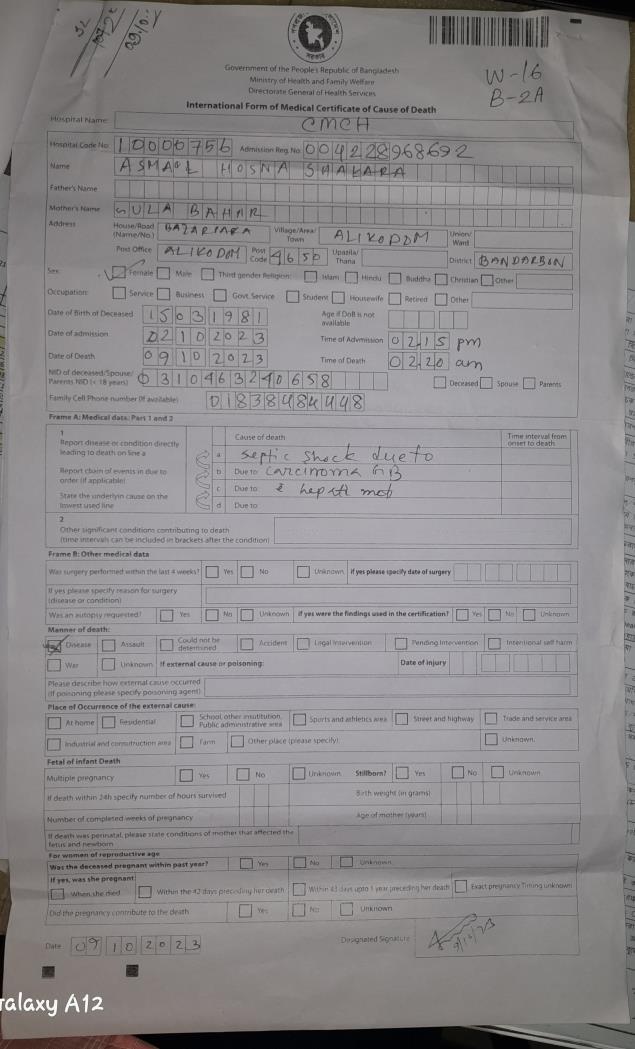 Government of the People's Republic of Bangladesh
Ministry of Health and Family Welfare
Directorate General of Health Services
W-16
B-2A
International Form of Medical Certificate of Cause of Death
Hospital Name: CMCH
Hospital Code No: 10000756 Admission Reg. No: 004228968692
Name ASMAUL HOSNA SHAKARA
Father's Name
Mother's Name GULA BAHAR
Address House/Road (Name/No.) BAZARPARA Village/Area/Town ALIKODOM Union/Ward
Post Office ALIKODOM Post Code 4650 Upazila/Thana District BANDARBAN
Sex: Female Male Third gender Religion: Islam Hindu Buddha Christian Other
Occupation: Service Business Govt. Service Student Housewife Retired Other
Date of Birth of Deceased 15031981 Age if DoB is not available
Date of admission 02102023 Time of Admission 0215 pm
Date of Death 09102023 Time of Death 0220 am
NID of deceased/Spouse/Parents NID (< 18 years) 0310463240658 Deceased Spouse Parents
Family Cell Phone number (If available) 01838484448
Frame A: Medical data: Part 1 and 2
1 Cause of death Time interval from onset to death
Report disease or condition directly leading to death on line a
a Septic shock due to
Report chain of events in due to order (if applicable)
b Due to: carcinoma GB
State the underlyin cause on the lowest used line
c Due to: hepatic
d Due to:
2
Other significant conditions contributing to death
(time intervals can be included in brackets after the condition)
Frame B: Other medical data
Was surgery performed within the last 4 weeks? Yes No Unknown If yes please specify date of surgery
If yes please specify reason for surgery (disease or condition)
Was an autopsy requested? Yes No Unknown If yes were the findings used in the certification? Yes No Unknown
Manner of death:
Disease Assault Could not be determined Accident Legal Intervention Pending Intervention Intentional self harm
War Unknown If external cause or poisoning: Date of injury
Please describe how external cause occurred
(If poisoning please specify poisoning agent)
Place of Occurrence of the external cause:
At home Residential School, other institution, Public administrative area Sports and athletics area Street and highway Trade and service area
Industrial and construction area Farm Other place (please specify): Unknown.
Fetal of infant Death
Multiple pregnancy Yes No Unknown Stillborn? Yes No Unknown
If death within 24h specify number of hours survived Birth weight (in grams)
Number of completed weeks of pregnancy Age of mother (years)
If death was perinatal, please state conditions of mother that affected the fetus and newborn
For women of reproductive age
Was the deceased pregnant within past year? Yes No Unknown.
If yes, was she pregnant:
When she died Within the 42 days preceding her death Within 43 days upto 1 year preceding her death Exact pregnancy Timing unknown
Did the pregnancy contribute to the death Yes No Unknown
Date 09102023 Designated Signature 9/10/23
Galaxy A12